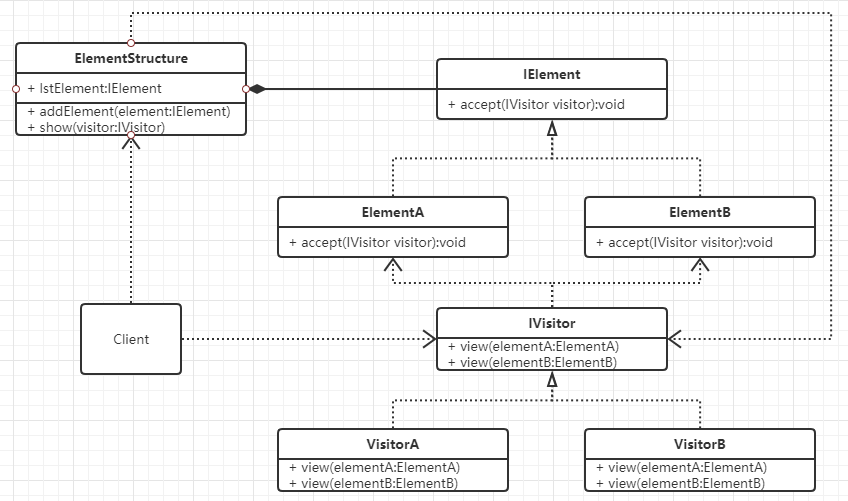 ElementStructure
+ lstElement:IElement
+ addElement(element:IElement)
+ show(visitor:IVisitor)
IElement
+ accept(IVisitor visitor):void
ElementA
+ accept(IVisitor visitor):void
ElementB
+ accept(IVisitor visitor):void
Client
IVisitor
+ view(elementA:ElementA)
+ view(elementB:ElementB)
VisitorA
+ view(elementA:ElementA)
+ view(elementB:ElementB)
VisitorB
+ view(elementA:ElementA)
+ view(elementB:ElementB)